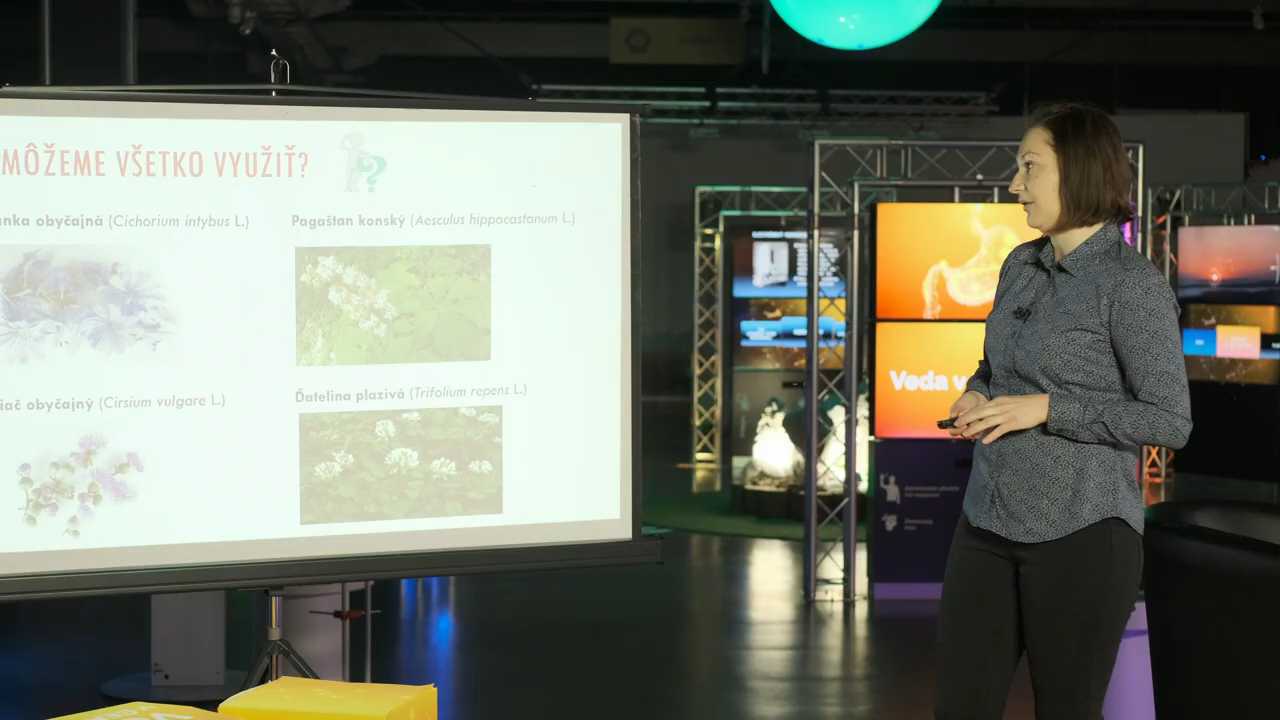 MÔŽEME VŠETKO VYUŽIŤ?
anka obyčajná (Cichorium intybus L.)
Pagaštan konský (Aesculus hippocastanum L.)
iač obyčajný (Cirsium vulgare L.)
Ďatelina plazivá (Trifolium repens L.)
Veda v